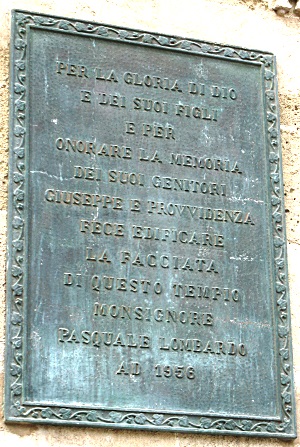 PER LA GLORIA DI DIO
E DEI SUOI FIGLI
E PER
ONORARE LA MEMORIA
DEI SUOI GENITORI
GIUSEPPE E PROVVIDENZA
FECE EDIFICARE
LA FACCIATA
DI QUESTO TEMPIO
MONSIGNORE
PASQUALE LOMBARDO
AD 1956